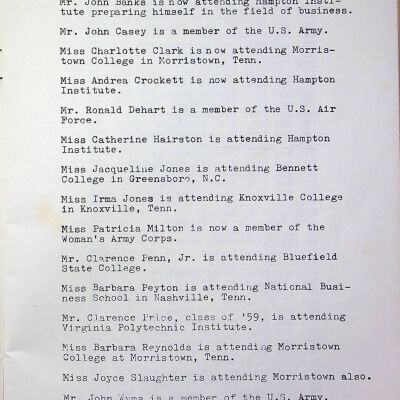 Mr. John Banks is now attending Hampton Insti-
tute preparing himself in the field of business.
Mr. John Casey is a member of the U.S. Army.
Miss Charlotte Clark is now attending Morris-
town College in Morristown, Tenn.
Miss Andrea Crockett is now attending Hampton
Institute.
Mr. Ronald Dehart is a member of the U.S. Air
Force.
Miss Catherine Hairston is attending Hampton
Institute.
Miss Jacqueline Jones is attending Bennett
College in Greensboro, N.C.
Miss Irma Jones is attending Knoxville College
in Knoxville, Tenn.
Miss Patricia Milton is now a member of the
Woman's Army Corps.
Mr. Clarence Penn, Jr. is attending Bluefield
State College.
Miss Barbara Peyton is attending National Busi-
ness School in Nashville, Tenn.
Mr. Clarence Price, class of '59, is attending
Virginia Polytechnic Institute.
Miss Barbara Reynolds is attending Morristown
College at Morristown, Tenn.
Miss Joyce Slaughter is attending Morristown also.
Mr. John Wyms is a member of the U.S. Army.